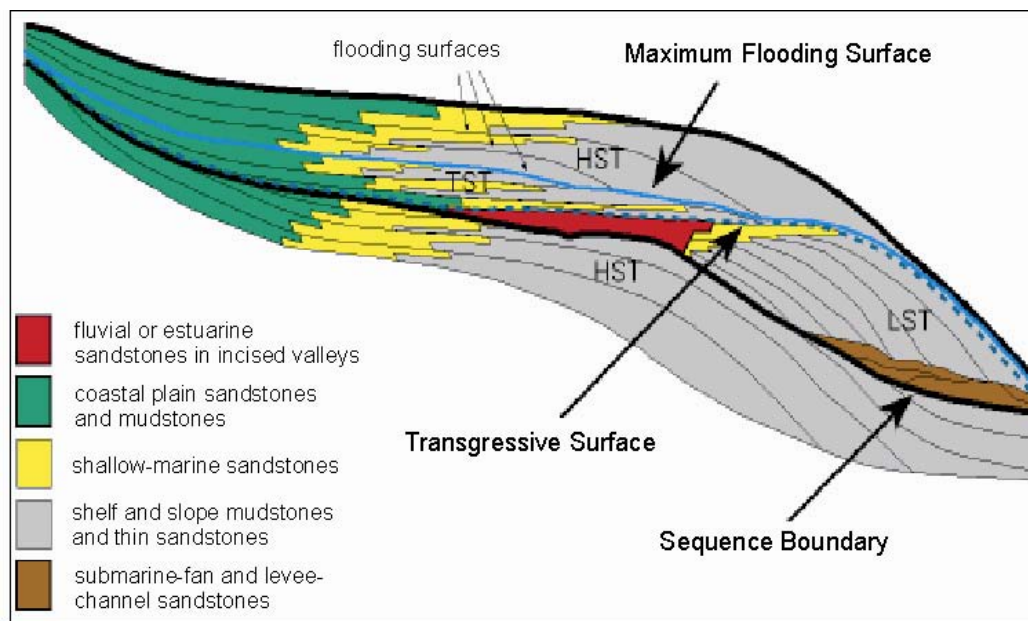 flooding surfaces
Maximum Flooding Surface
HST
TST
HST
LST
Transgressive Surface
Sequence Boundary
fluvial or estuarine
sandstones in incised valleys
coastal plain sandstones
and mudstones
shallow-marine sandstones
shelf and slope mudstones
and thin sandstones
submarine-fan and levee-
channel sandstones